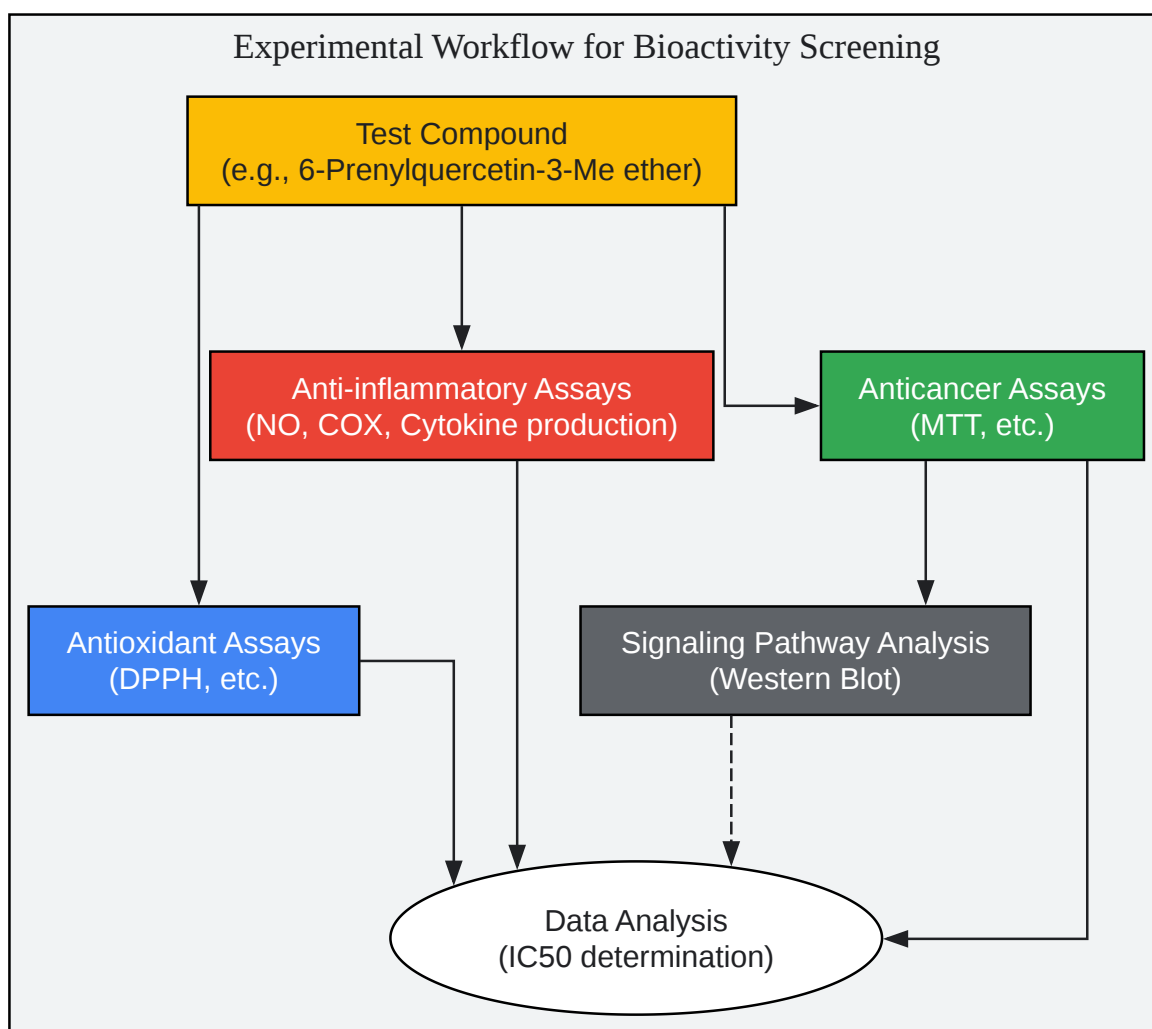 Experimental Workflow for Bioactivity Screening
Test Compound
(e.g., 6-Prenylquercetin-3-Me ether)
Anti-inflammatory Assays
(NO, COX, Cytokine production)
Anticancer Assays
(MTT, etc.)
Antioxidant Assays
(DPPH, etc.)
Signaling Pathway Analysis
(Western Blot)
Data Analysis
(IC50 determination)